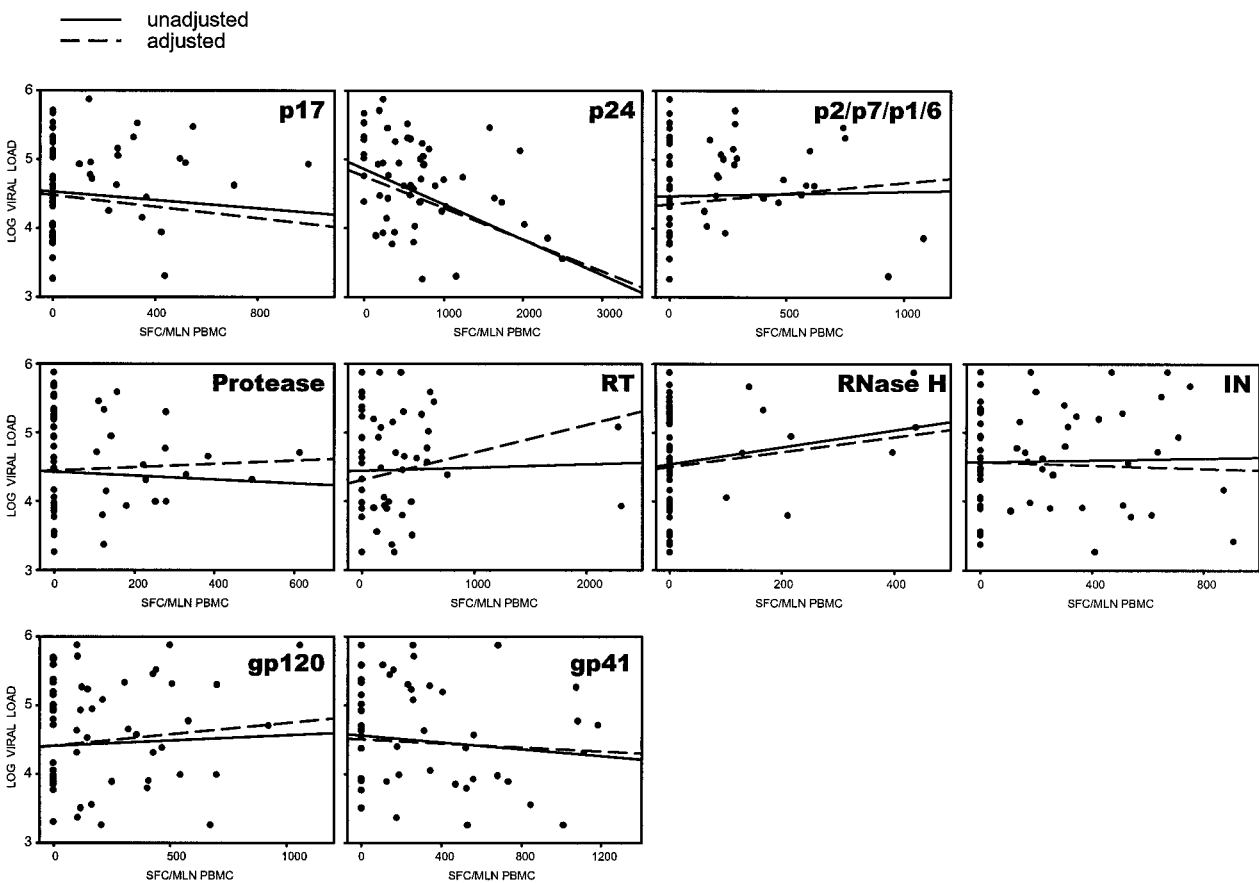 unadjusted
adjusted
p17 p24 p2/p7/p1/6
LOG VIRAL LOAD
6
5
4
3
0 400 800
0 1000 2000 3000
0 500 1000
SFC/MLN PBMC SFC/MLN PBMC SFC/MLN PBMC
Protease RT RNase H IN
LOG VIRAL LOAD
6
5
4
3
0 200 400 600
0 1000 2000
0 200 400
0 400 800
SFC/MLN PBMC SFC/MLN PBMC SFC/MLN PBMC SFC/MLN PBMC
gp120 gp41
LOG VIRAL LOAD
6
5
4
3
0 500 1000
0 400 800 1200
SFC/MLN PBMC SFC/MLN PBMC